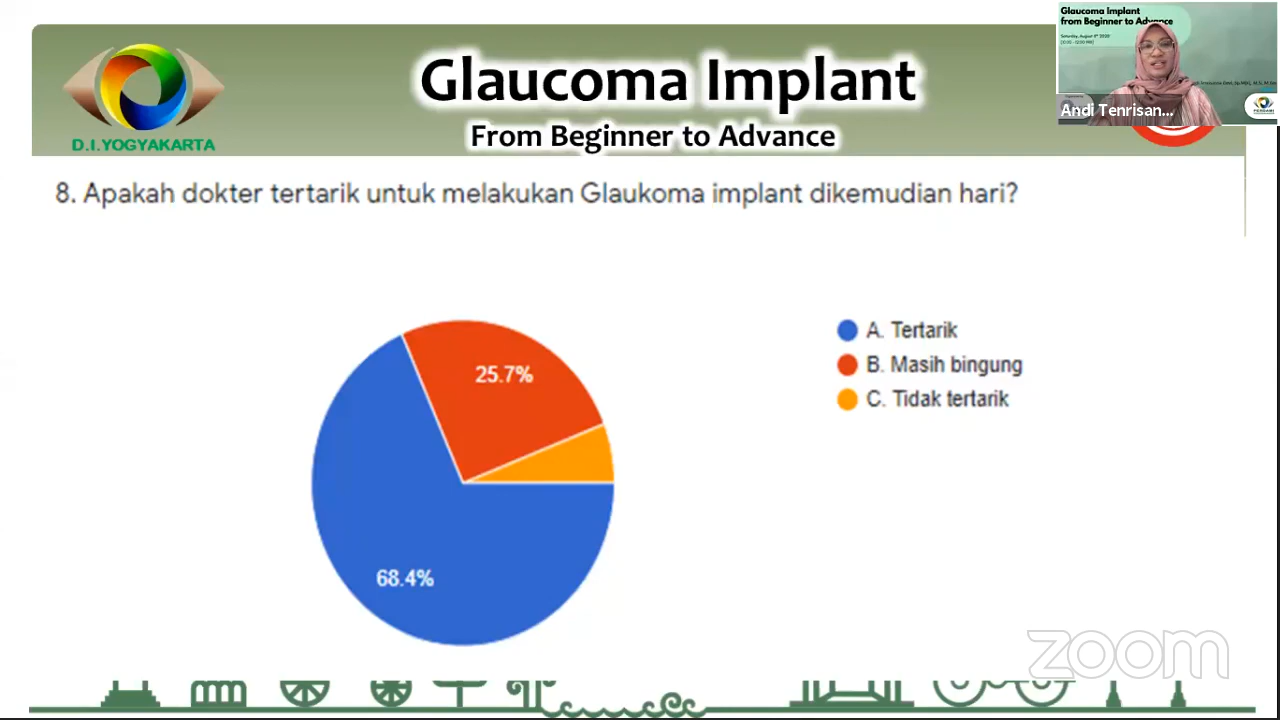 Glaucoma Implant
From Beginner to Advance
D.I.YOGYAKARTA
Glaucoma Implant
from Beginner to Advance
Andi Tenrisan...
8. Apakah dokter tertarik untuk melakukan Glaukoma implant dikemudian hari?
25.7%
68.4%
A. Tertarik
B. Masih bingung
C. Tidak tertarik
zoom